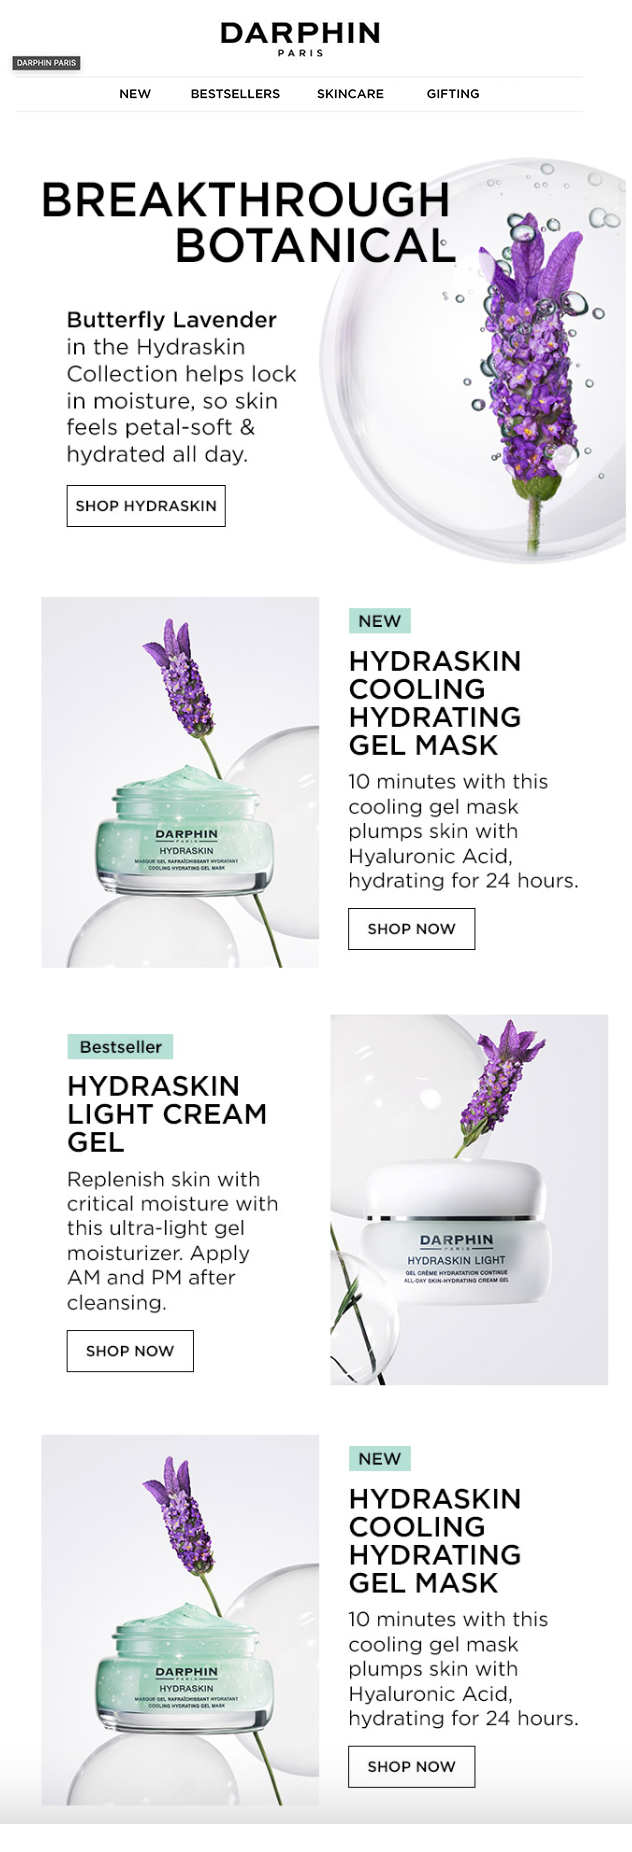 DARPHIN
PARIS
DARPHIN PARIS
NEW BESTSELLERS SKINCARE GIFTING
BREAKTHROUGH
BOTANICAL
Butterfly Lavender
in the Hydraskin
Collection helps lock
in moisture, so skin
feels petal-soft &
hydrated all day.
SHOP HYDRASKIN
DARPHIN
PARIS
HYDRASKIN
MASQUE GEL RAFRAÎCHISSANT HYDRATANT
COOLING HYDRATING GEL MASK
NEW
HYDRASKIN
COOLING
HYDRATING
GEL MASK
10 minutes with this
cooling gel mask
plumps skin with
Hyaluronic Acid,
hydrating for 24 hours.
SHOP NOW
Bestseller
HYDRASKIN
LIGHT CREAM
GEL
Replenish skin with
critical moisture with
this ultra-light gel
moisturizer. Apply
AM and PM after
cleansing.
SHOP NOW
DARPHIN
PARIS
HYDRASKIN LIGHT
GEL CRÈME HYDRATATION CONTINUE
ALL-DAY SKIN-HYDRATING CREAM GEL
DARPHIN
PARIS
HYDRASKIN
MASQUE GEL RAFRAÎCHISSANT HYDRATANT
COOLING HYDRATING GEL MASK
NEW
HYDRASKIN
COOLING
HYDRATING
GEL MASK
10 minutes with this
cooling gel mask
plumps skin with
Hyaluronic Acid,
hydrating for 24 hours.
SHOP NOW